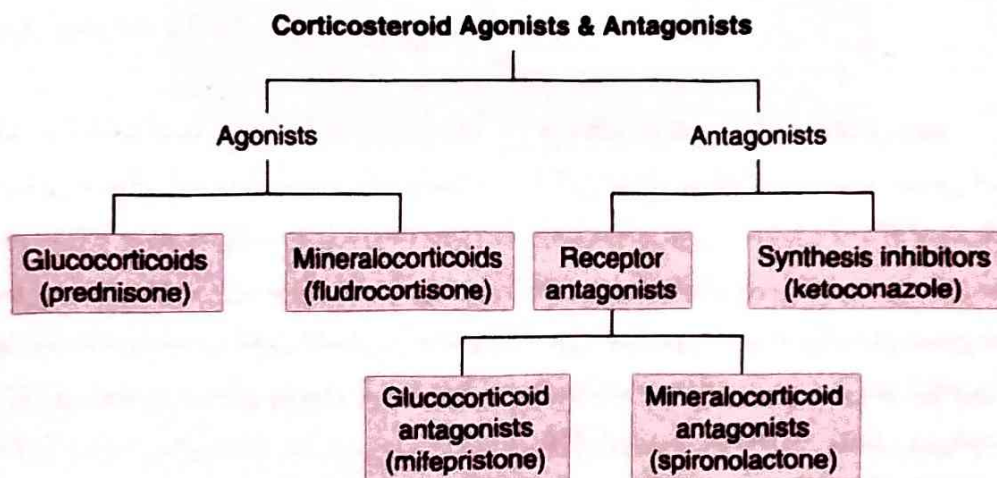 Corticosteroid Agonists & Antagonists
Agonists
Antagonists
Glucocorticoids
(prednisone)
Mineralocorticoids
(fludrocortisone)
Receptor
antagonists
Synthesis inhibitors
(ketoconazole)
Glucocorticoid
antagonists
(mifepristone)
Mineralocorticoid
antagonists
(spironolactone)